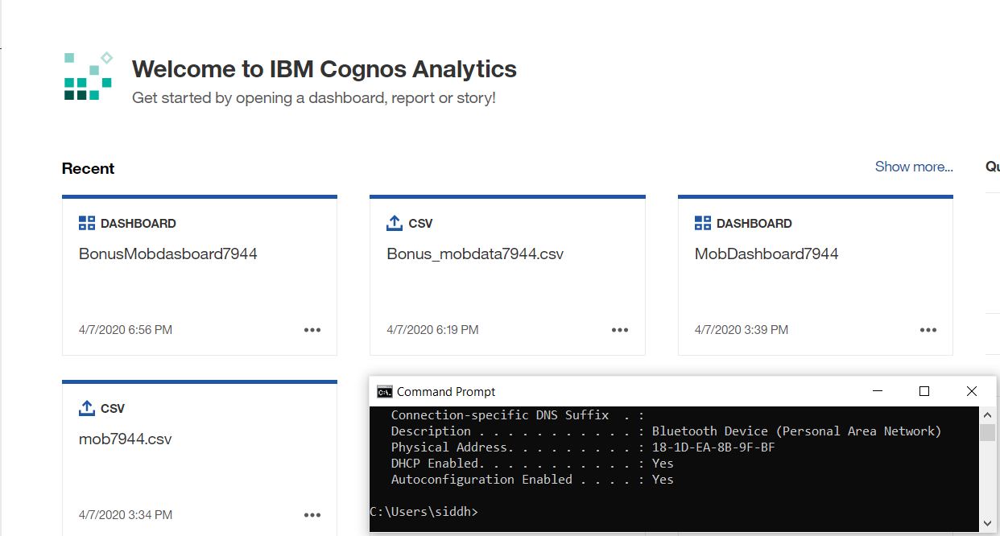 Welcome to IBM Cognos Analytics
Get started by opening a dashboard, report or story!
Recent
Show more...
DASHBOARD
BonusMobdasboard7944
4/7/2020 6:56 PM
CSV
Bonus_mobdata7944.csv
4/7/2020 6:19 PM
DASHBOARD
MobDashboard7944
4/7/2020 3:39 PM
CSV
mob7944.csv
4/7/2020 3:34 PM
Command Prompt
Connection-specific DNS Suffix  . :
Description . . . . . . . . . . . : Bluetooth Device (Personal Area Network)
Physical Address. . . . . . . . . : 18-1D-EA-8B-9F-BF
DHCP Enabled. . . . . . . . . . . : Yes
Autoconfiguration Enabled . . . . : Yes
C:\Users\siddh>